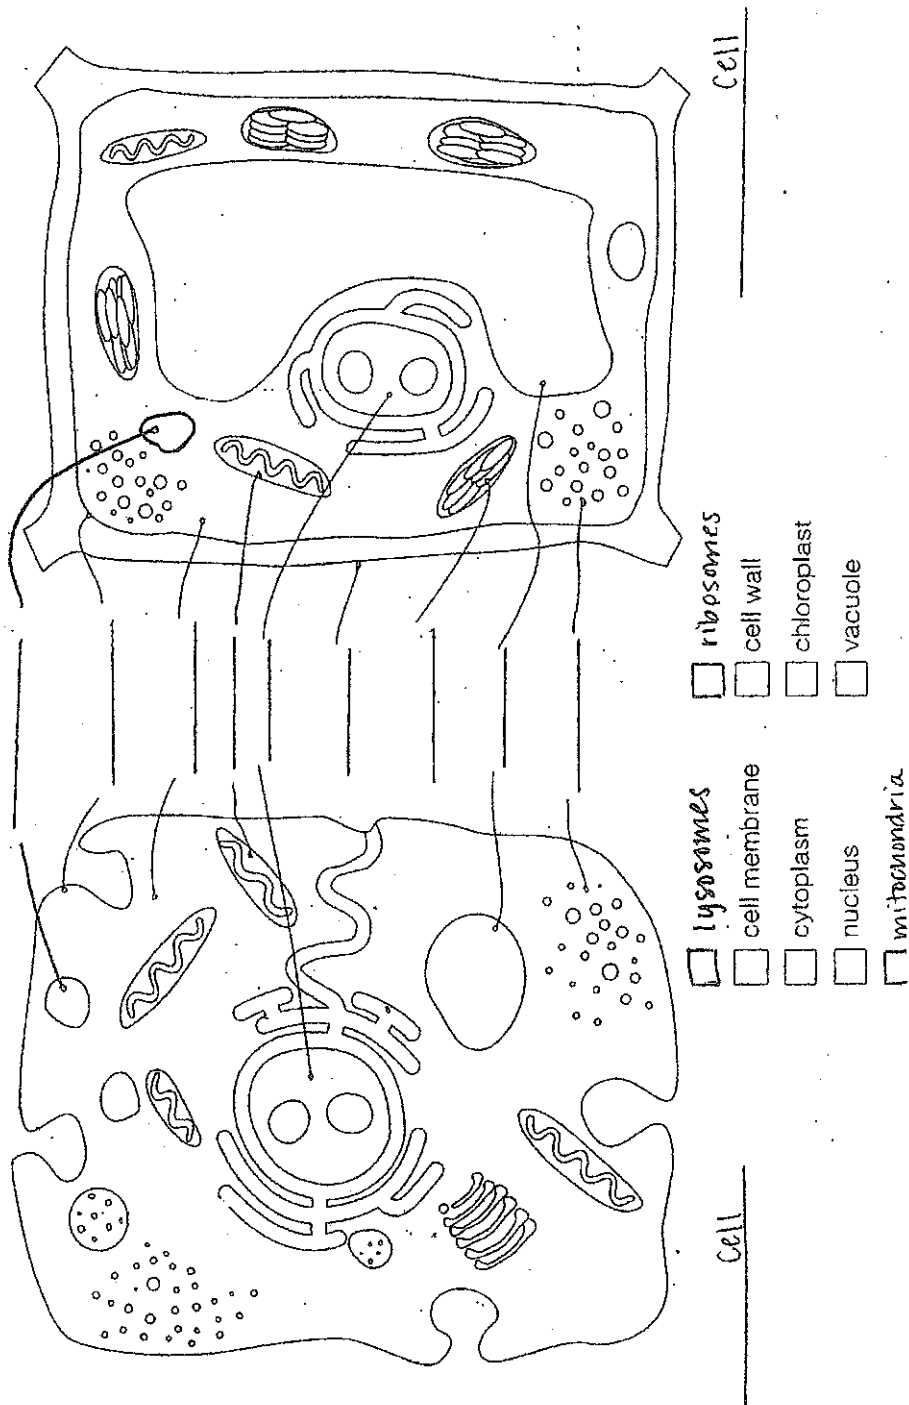 Cell
Cell
lysosomes
ribosomes
cell membrane
cell wall
cytoplasm
chloroplast
nucleus
vacuole
mitochondria